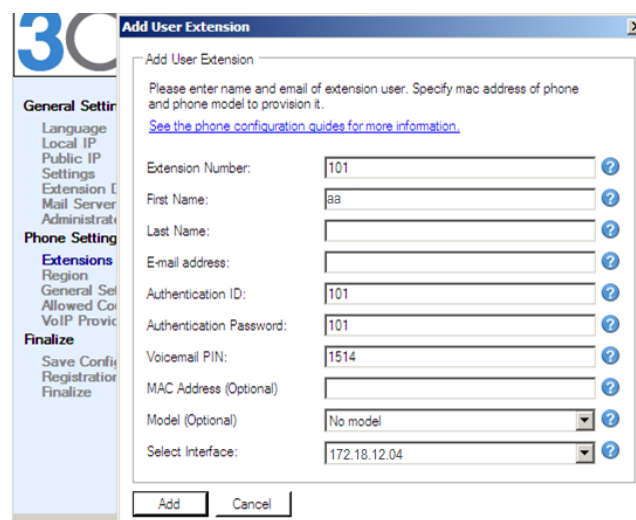 3C
Add User Extension
Add User Extension
Please enter name and email of extension user. Specify mac address of phone
and phone model to provision it.
See the phone configuration guides for more information.
Extension Number: 101
First Name: aa
Last Name:
E-mail address:
Authentication ID: 101
Authentication Password: 101
Voicemail PIN: 1514
MAC Address (Optional)
Model (Optional) No model
Select Interface: 172.18.12.04
Add Cancel
General Settin
Language
Local IP
Public IP
Settings
Extension D
Mail Server
Administrat
Phone Setting
Extensions
Region
General Set
Allowed Cou
VoIP Provid
Finalize
Save Config
Registration
Finalize